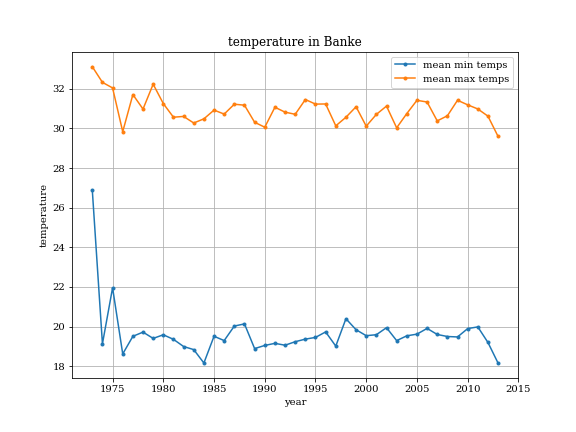 temperature in Banke
mean min temps
mean max temps
temperature
32
30
28
26
24
22
20
18
1975 1980 1985 1990 1995 2000 2005 2010 2015
year